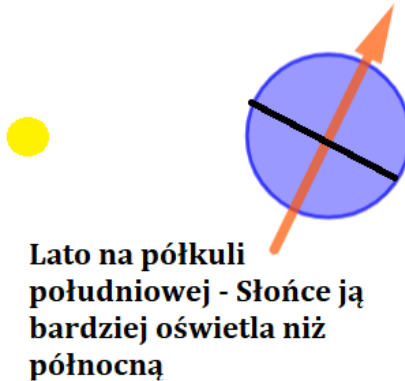 Lato na półkuli
południowej - Słońce ją
bardziej oświetla niż
północną